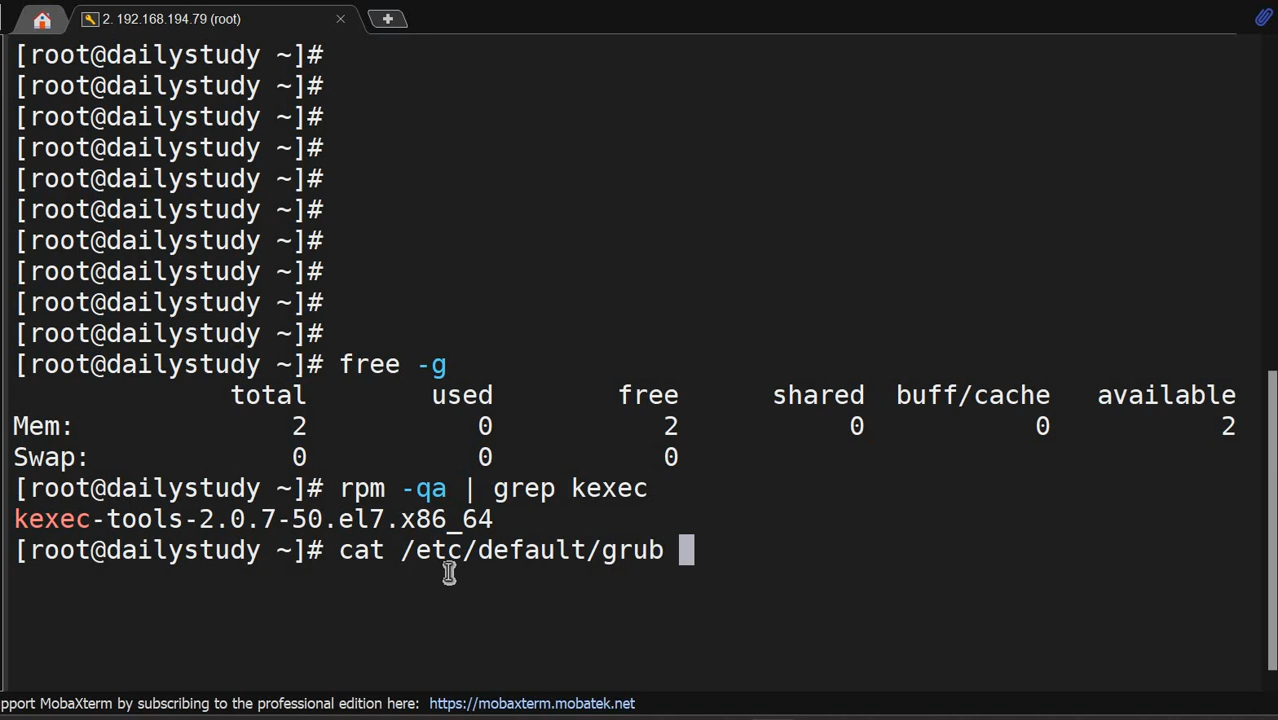 2. 192.168.194.79 (root)
[root@dailystudy ~]#
[root@dailystudy ~]#
[root@dailystudy ~]#
[root@dailystudy ~]#
[root@dailystudy ~]#
[root@dailystudy ~]#
[root@dailystudy ~]#
[root@dailystudy ~]#
[root@dailystudy ~]#
[root@dailystudy ~]#
[root@dailystudy ~]# free -g
total used free shared buff/cache available
Mem: 2 0 2 0 0 2
Swap: 0 0 0
[root@dailystudy ~]# rpm -qa | grep kexec
kexec-tools-2.0.7-50.el7.x86_64
[root@dailystudy ~]# cat /etc/default/grub
pport MobaXterm by subscribing to the professional edition here: https://mobaxterm.mobatek.net